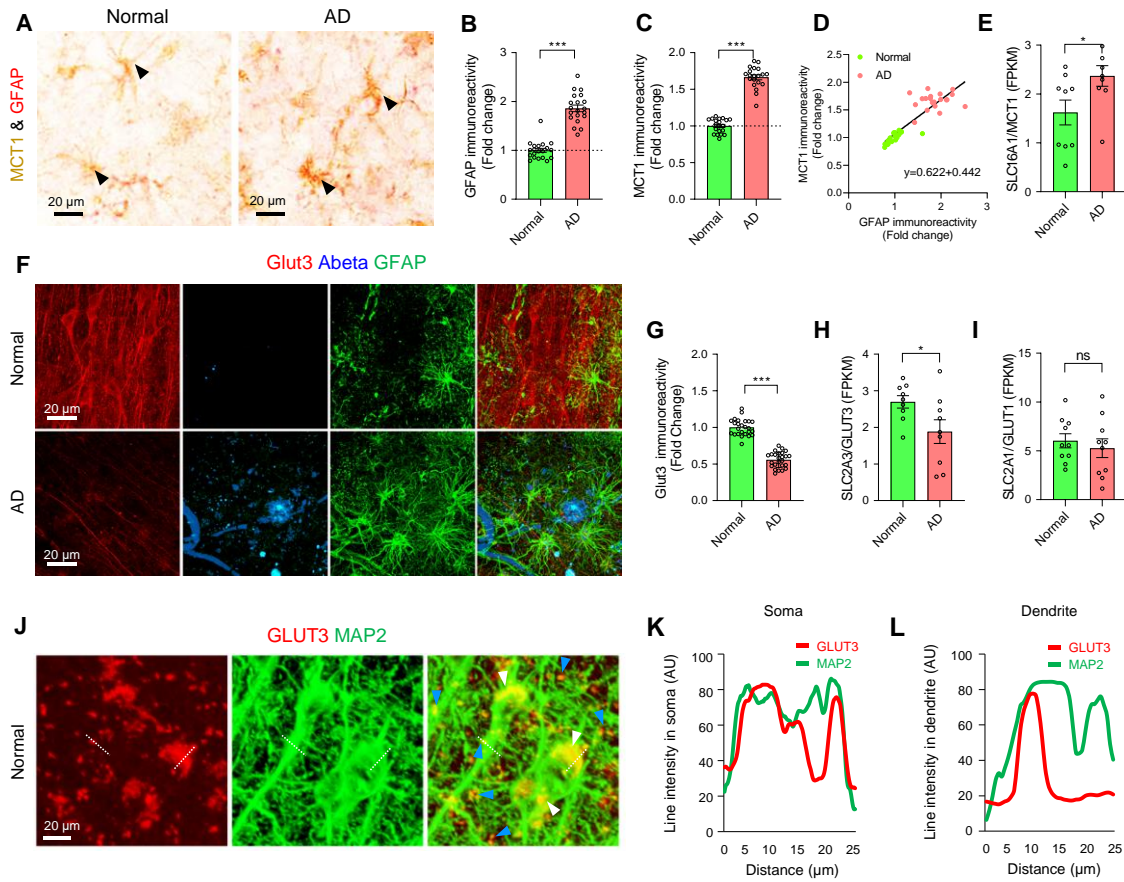 A
Normal
AD
MCT1 & GFAP
20 µm
20 µm
B
***
GFAP immunoreactivity
(Fold change)
3
2
1
0
Normal
AD
C
***
MCT1 immunoreactivity
(Fold change)
2.0
1.5
1.0
0.5
0.0
Normal
AD
D
Normal
AD
MCT1 immunoreactivity
(Fold change)
2.5
2.0
1.5
1.0
0.5
0
0
1
2
3
y=0.622+0.442
GFAP immunoreactivity
(Fold change)
E
*
SLC16A1/MCT1 (FPKM)
3
2
1
0
Normal
AD
F
Glut3 Abeta GFAP
Normal
20 µm
AD
20 µm
G
***
Glut3 immunoreactivity
(Fold Change)
2.0
1.5
1.0
0.5
0.0
Normal
AD
H
*
SLC2A3/GLUT3 (FPKM)
4
3
2
1
0
Normal
AD
I
ns
SLC2A1/GLUT1 (FPKM)
15
10
5
0
Normal
AD
J
GLUT3 MAP2
Normal
20 µm
K
Soma
GLUT3
MAP2
Line intensity in soma (AU)
100
80
60
40
20
0
0 5 10 15 20 25
Distance (µm)
L
Dendrite
GLUT3
MAP2
Line intensity in dendrite (AU)
100
80
60
40
20
0
0 5 10 15 20 25
Distance (µm)